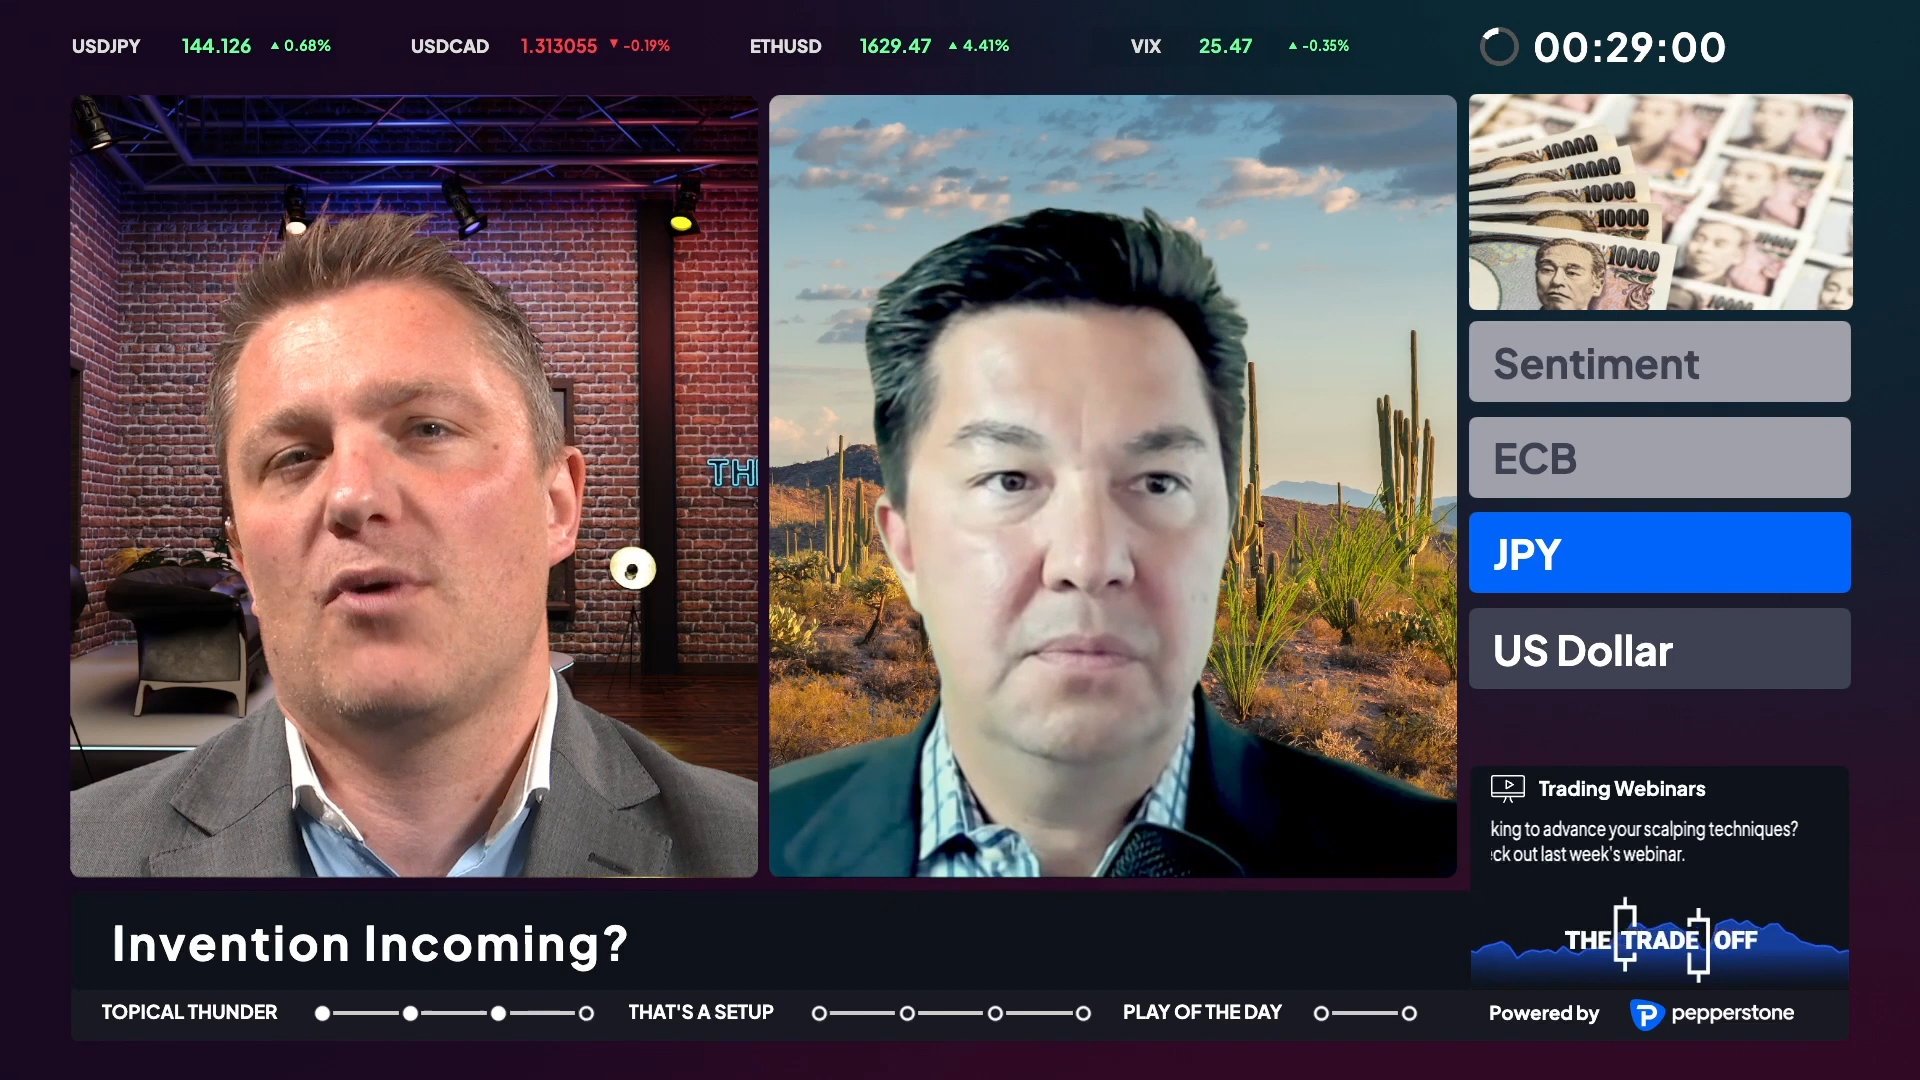 USDJPY 144.126 ▲ 0.68% USDCAD 1.313055 ▼ -0.19% ETHUSD 1629.47 ▲ 4.41% VIX 25.47 ▲ -0.35% 00:29:00
10000
10000
10000
10000
10000
TH
Sentiment
ECB
JPY
US Dollar
Trading Webinars
king to advance your scalping techniques?
ck out last week's webinar.
THE TRADE OFF
Invention Incoming?
TOPICAL THUNDER THAT'S A SETUP PLAY OF THE DAY Powered by pepperstone